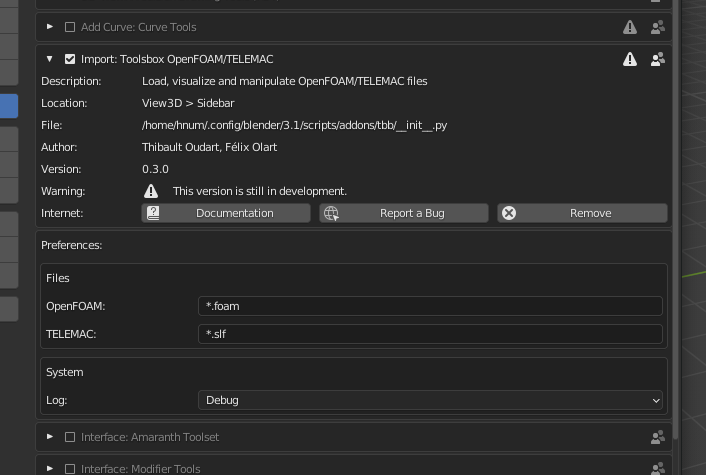 Add Curve: Curve Tools
Import: Toolsbox OpenFOAM/TELEMAC
Description: Load, visualize and manipulate OpenFOAM/TELEMAC files
Location: View3D > Sidebar
File: /home/hnum/.config/blender/3.1/scripts/addons/tbb/__init__.py
Author: Thibault Oudart, Félix Olart
Version: 0.3.0
Warning: This version is still in development.
Internet: Documentation Report a Bug Remove
Preferences:
Files
OpenFOAM: *.foam
TELEMAC: *.slf
System
Log: Debug
Interface: Amaranth Toolset
Interface: Modifier Tools